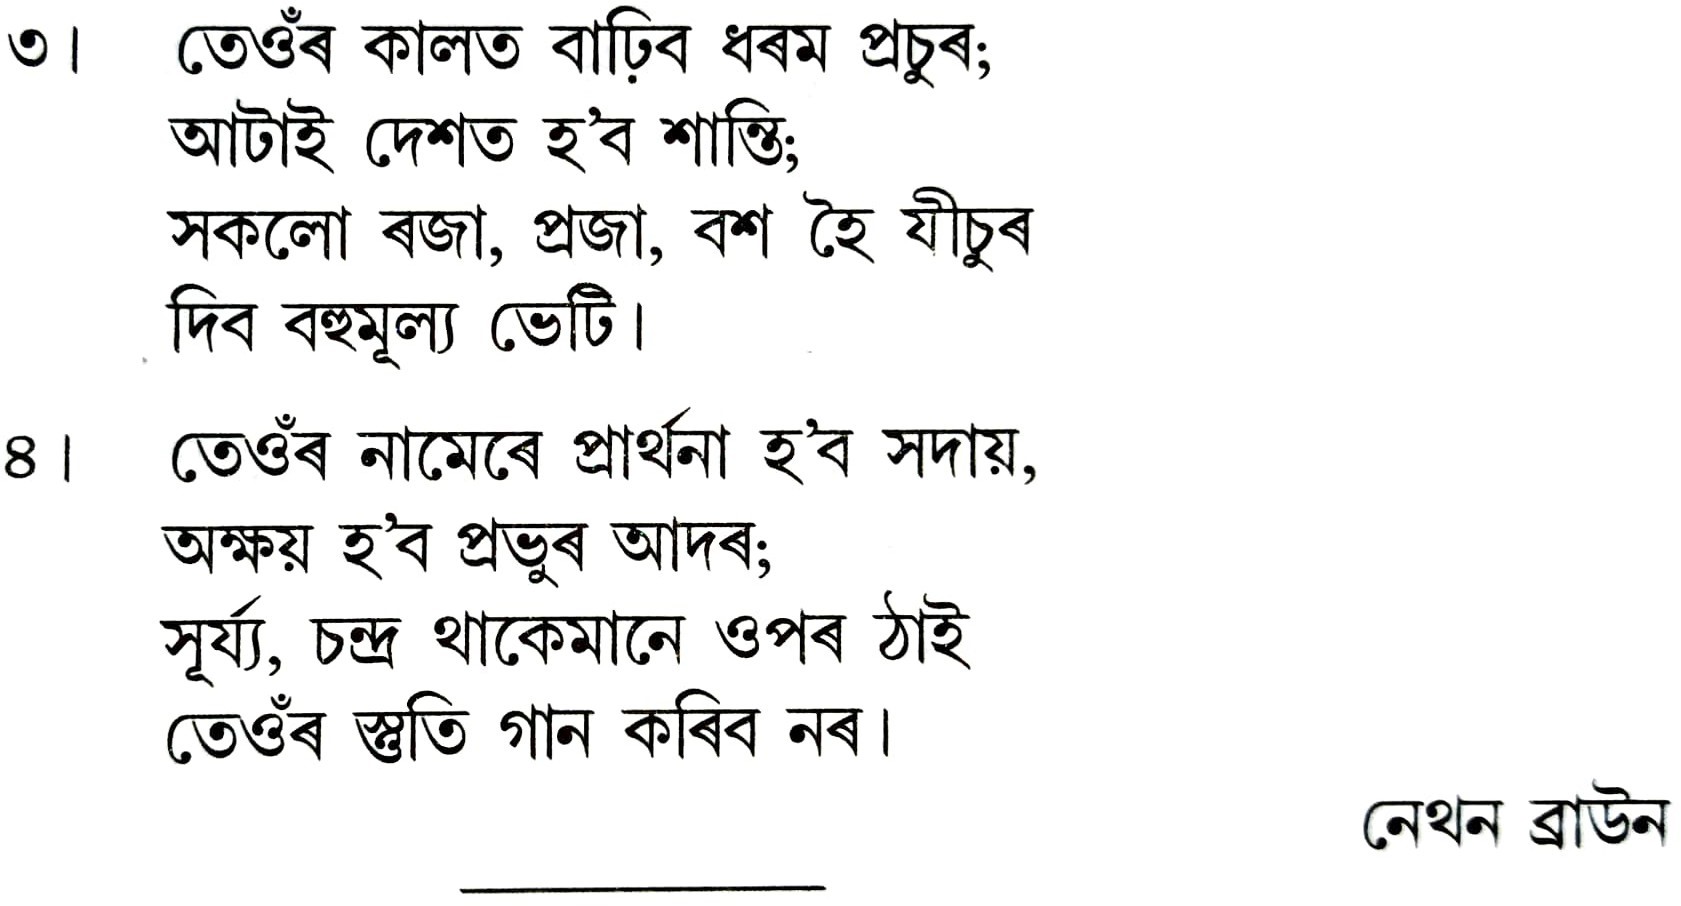 ৩। তেওঁৰ কালত বাঢ়িব ধৰম প্ৰচুৰ;
আটাই দেশত হ’ব শান্তি;
সকলো ৰজা, প্ৰজা, বশ হৈ যীচুৰ
দিব বহুমূল্য ভেটি।
৪। তেওঁৰ নামেৰে প্ৰাৰ্থনা হ’ব সদায়,
অক্ষয় হ’ব প্ৰভুৰ আদৰ;
সূৰ্য্য, চন্দ্ৰ থাকেমানে ওপৰ ঠাই
তেওঁৰ স্তুতি গান কৰিব নৰ।
নেথন ব্ৰাউন